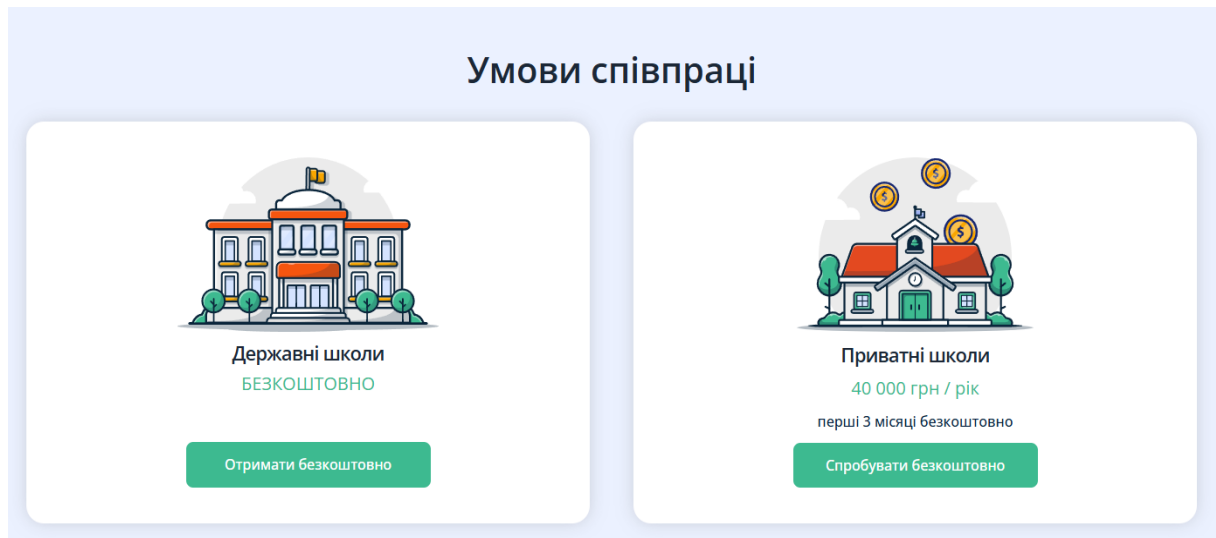 Умови співпраці
Державні школи
БЕЗКОШТОВНО
Отримати безкоштовно
Приватні школи
40 000 грн / рік
перші 3 місяці безкоштовно
Спробувати безкоштовно